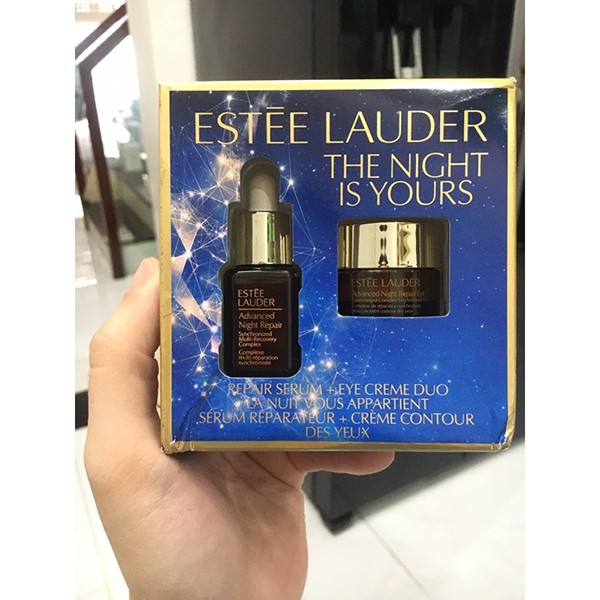 ESTĒE LAUDER
THE NIGHT
IS YOURS
ESTĒE
LAUDER
Advanced
Night Repair
Synchronized
Multi-Recovery
Complex
Complexe
multi-réparation
synchronisée
ESTĒE LAUDER
Advanced Night Repair Eye
REPAIR SERUM + EYE CREME DUO
LA NUIT VOUS APPARTIENT
SÉRUM RÉPARATEUR + CRÈME CONTOUR
DES YEUX